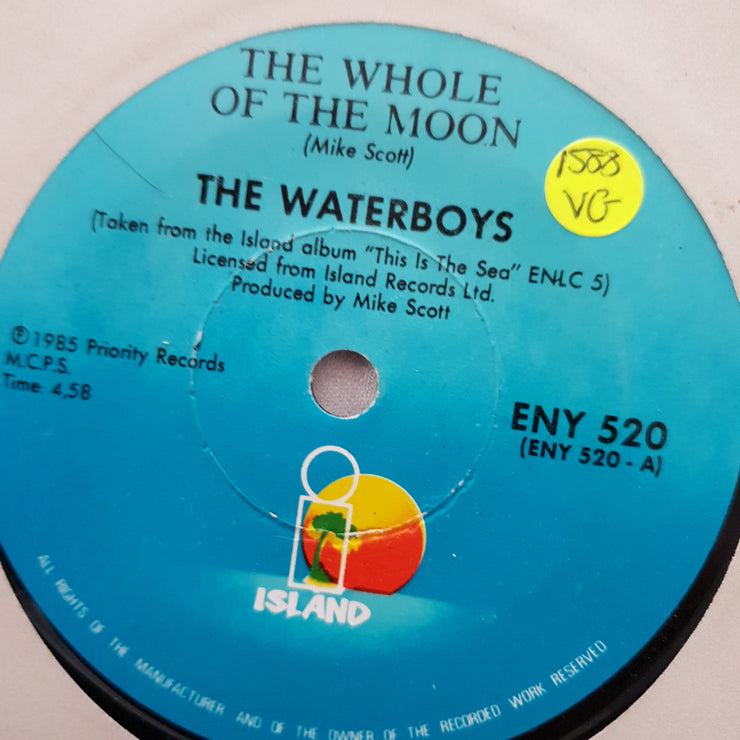 THE WHOLE
OF THE MOON
(Mike Scott)
THE WATERBOYS
(Taken from the Island album "This Is The Sea" ENLC 5)
Licensed from Island Records Ltd.
Produced by Mike Scott
1588
VG
℗1985 Priority Records
M.C.P.S.
Time: 4,58
ENY 520
(ENY 520 - A)
ISLAND
ALL RIGHTS OF THE MANUFACTURER AND OF THE OWNER OF THE RECORDED WORK RESERVED